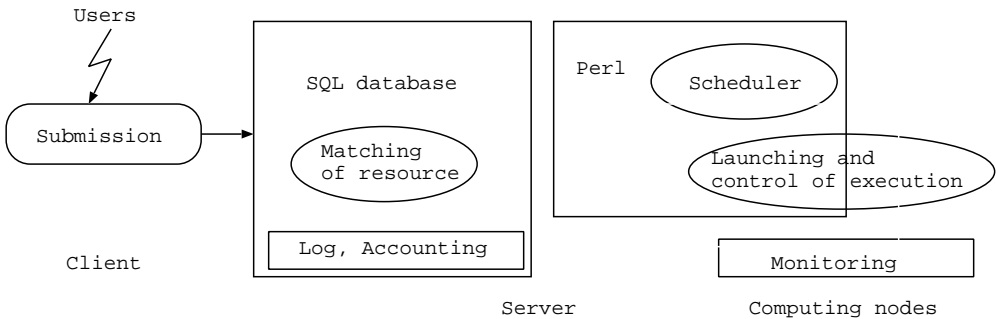 Users
Submission
SQL database
Matching
of resource
Log, Accounting
Perl
Scheduler
Launching and
control of execution
Monitoring
Client
Server
Computing nodes